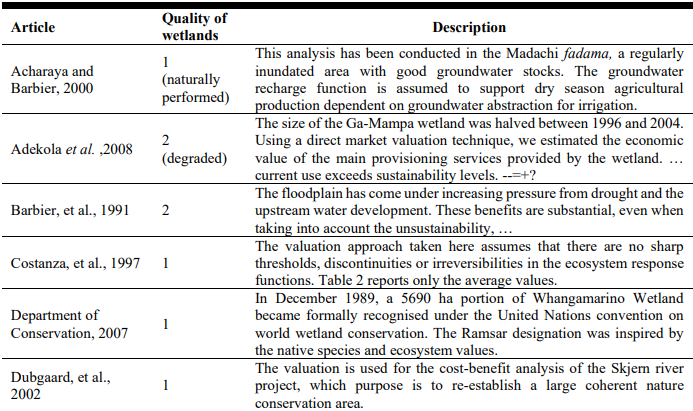 Article
Quality of
wetlands
Description
Acharaya and
Barbier, 2000
1
(naturally
performed)
This analysis has been conducted in the Madachi fadama, a regularly
inundated area with good groundwater stocks. The groundwater
recharge function is assumed to support dry season agricultural
production dependent on groundwater abstraction for irrigation.
Adekola et al. ,2008
2
(degraded)
The size of the Ga-Mampa wetland was halved between 1996 and 2004.
Using a direct market valuation technique, we estimated the economic
value of the main provisioning services provided by the wetland. …
current use exceeds sustainability levels. --=+?
Barbier, et al., 1991
2
The floodplain has come under increasing pressure from drought and the
upstream water development. These benefits are substantial, even when
taking into account the unsustainability, …
Costanza, et al., 1997
1
The valuation approach taken here assumes that there are no sharp
thresholds, discontinuities or irreversibilities in the ecosystem response
functions. Table 2 reports only the average values.
Department of
Conservation, 2007
1
In December 1989, a 5690 ha portion of Whangamarino Wetland
became formally recognised under the United Nations convention on
world wetland conservation. The Ramsar designation was inspired by
the native species and ecosystem values.
Dubgaard, et al.,
2002
1
The valuation is used for the cost-benefit analysis of the Skjern river
project, which purpose is to re-establish a large coherent nature
conservation area.